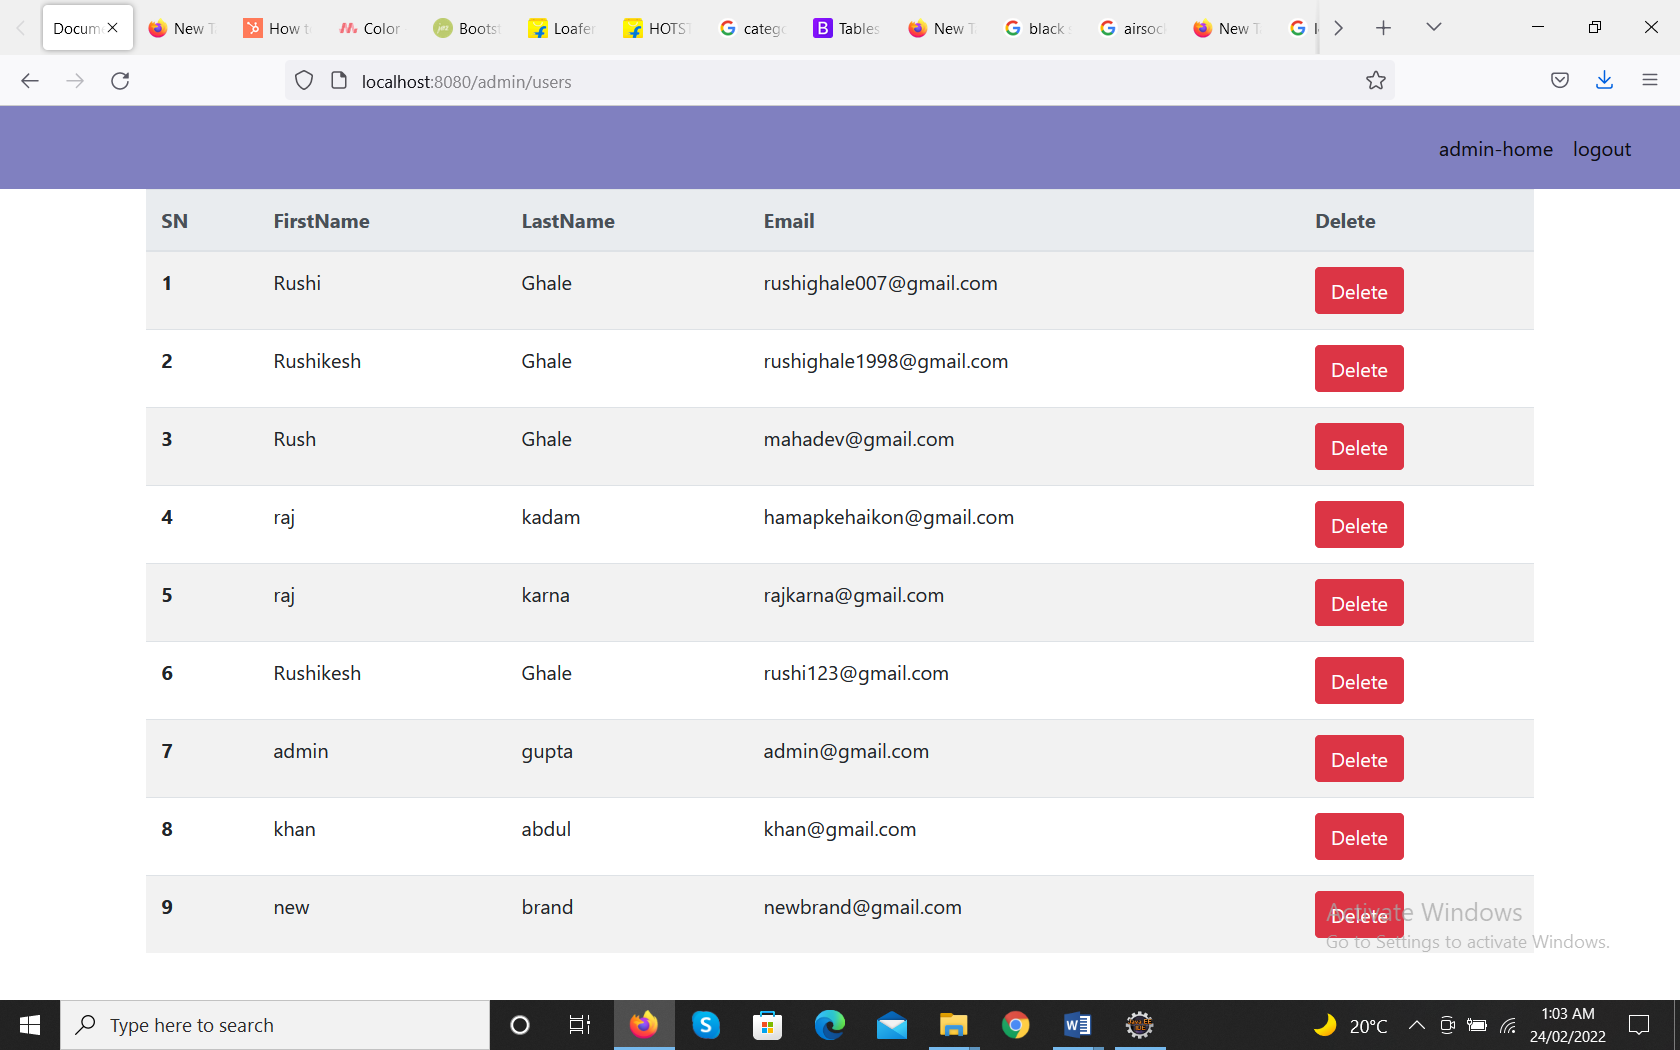 Docum New T How t Color Bootst Loafer HOTST catego Tables New T black airsoc New T
localhost:8080/admin/users
admin-home logout
SN FirstName LastName Email Delete
1 Rushi Ghale rushighale007@gmail.com Delete
2 Rushikesh Ghale rushighale1998@gmail.com Delete
3 Rush Ghale mahadev@gmail.com Delete
4 raj kadam hamapkehaikon@gmail.com Delete
5 raj karna rajkarna@gmail.com Delete
6 Rushikesh Ghale rushi123@gmail.com Delete
7 admin gupta admin@gmail.com Delete
8 khan abdul khan@gmail.com Delete
9 new brand newbrand@gmail.com Delete
Activate Windows
Go to Settings to activate Windows.
Type here to search
20°C
1:03 AM
24/02/2022